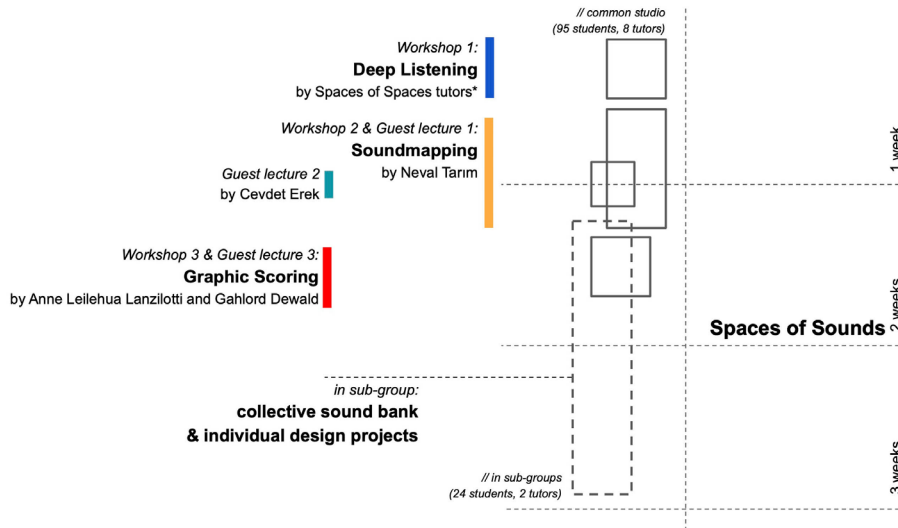 // common studio
(95 students, 8 tutors)
Workshop 1:
Deep Listening
by Spaces of Spaces tutors*
Workshop 2 & Guest lecture 1:
Soundmapping
by Neval Tarım
Guest lecture 2
by Cevdet Erek
Workshop 3 & Guest lecture 3:
Graphic Scoring
by Anne Leilehua Lanzilotti and Gahlord Dewald
Spaces of Sounds
1 week
2 weeks
3 weeks
in sub-group:
collective sound bank
& individual design projects
// in sub-groups
(24 students, 2 tutors)